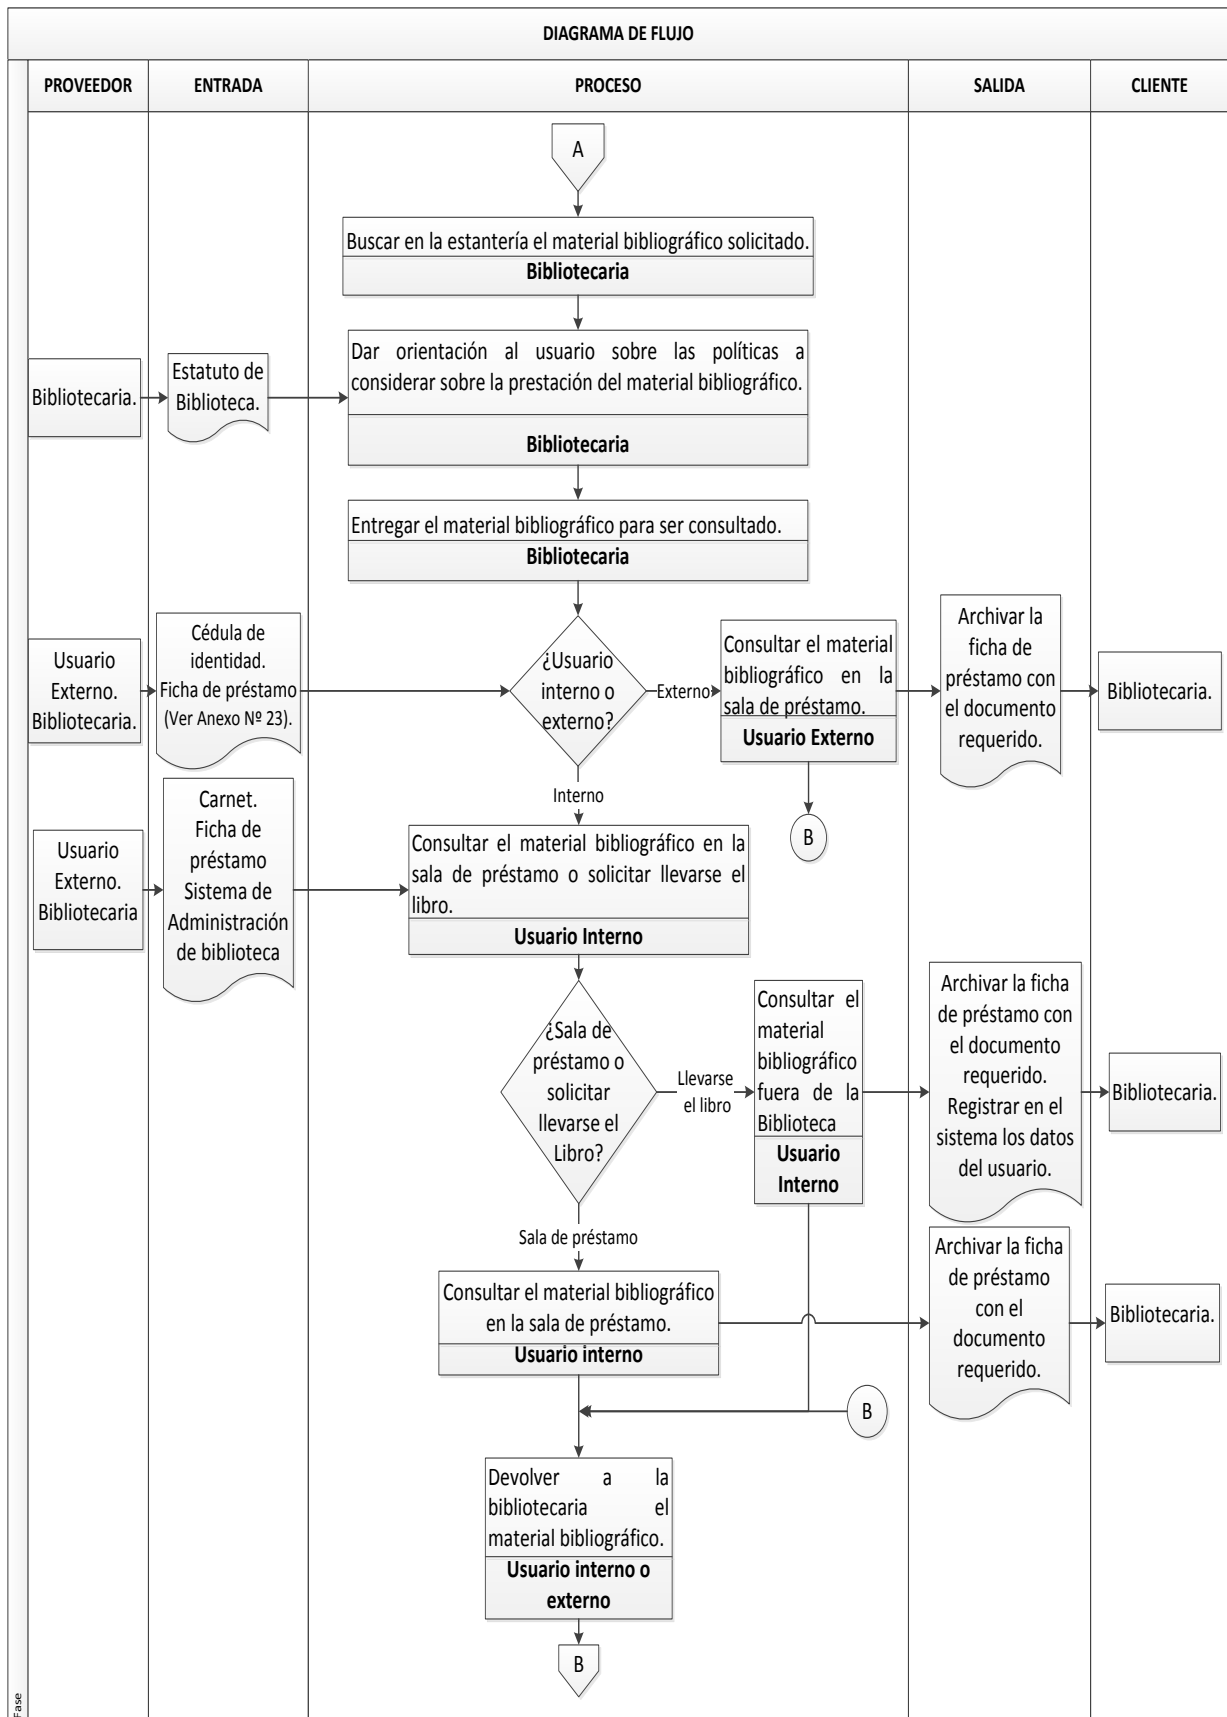 DIAGRAMA DE FLUJO
PROVEEDOR
ENTRADA
PROCESO
SALIDA
CLIENTE
A
Buscar en la estantería el material bibliográfico solicitado.
Bibliotecaria
Bibliotecaria.
Estatuto de
Biblioteca.
Dar orientación al usuario sobre las políticas a
considerar sobre la prestación del material bibliográfico.
Bibliotecaria
Entregar el material bibliográfico para ser consultado.
Bibliotecaria
Usuario
Externo.
Bibliotecaria.
Cédula de
identidad.
Ficha de préstamo
(Ver Anexo Nº 23).
¿Usuario
interno o
externo?
Externo
Consultar el material
bibliográfico en la
sala de préstamo.
Usuario Externo
Archivar la
ficha de
préstamo con
el documento
requerido.
Bibliotecaria.
Interno
B
Usuario
Externo.
Bibliotecaria
Carnet.
Ficha de
préstamo
Sistema de
Administración
de biblioteca
Consultar el material bibliográfico en la
sala de préstamo o solicitar llevarse el
libro.
Usuario Interno
¿Sala de
préstamo o
solicitar
llevarse el
Libro?
Llevarse
el libro
Consultar el
material
bibliográfico
fuera de la
Biblioteca
Usuario
Interno
Archivar la ficha
de préstamo con
el documento
requerido.
Registrar en el
sistema los datos
del usuario.
Bibliotecaria.
Sala de préstamo
Consultar el material bibliográfico
en la sala de préstamo.
Usuario interno
Archivar la ficha
de préstamo
con el
documento
requerido.
Bibliotecaria.
B
Devolver a la
bibliotecaria el
material bibliográfico.
Usuario interno o
externo
B
Fase